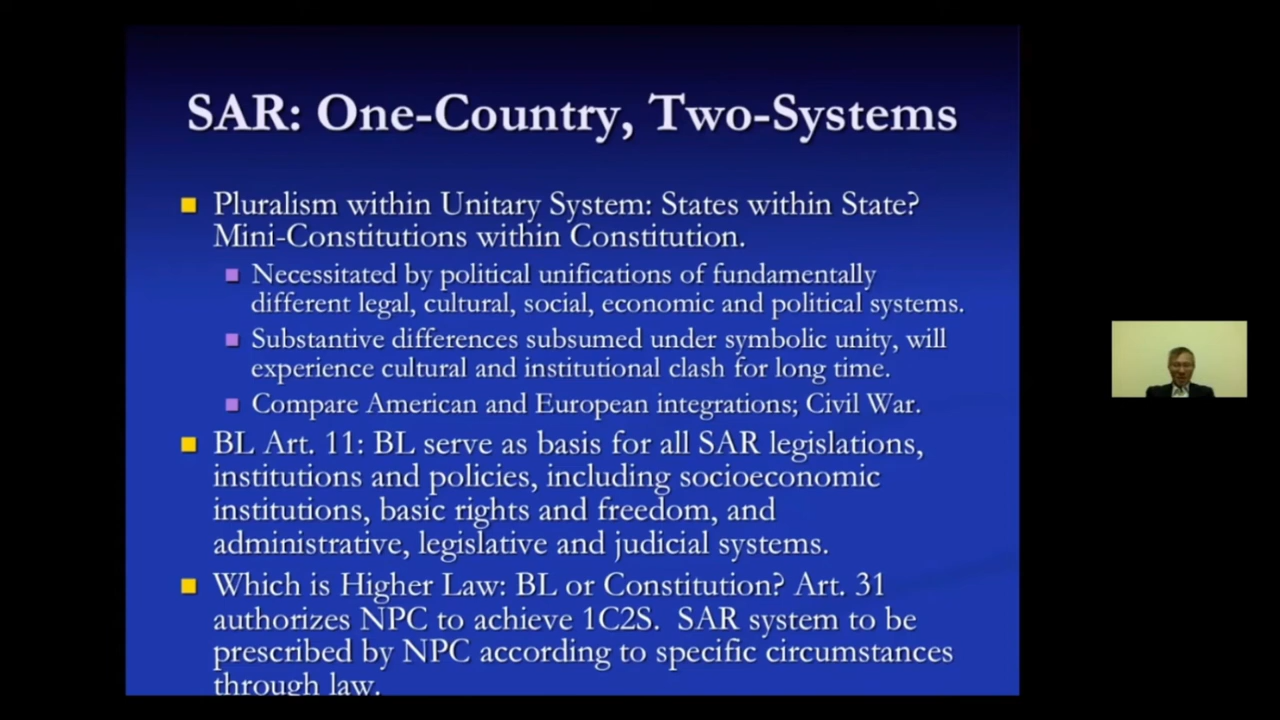 SAR: One-Country, Two-Systems
Pluralism within Unitary System: States within State?
Mini-Constitutions within Constitution.
Necessitated by political unifications of fundamentally
different legal, cultural, social, economic and political systems.
Substantive differences subsumed under symbolic unity, will
experience cultural and institutional clash for long time.
Compare American and European integrations; Civil War.
BL Art. 11: BL serve as basis for all SAR legislations,
institutions and policies, including socioeconomic
institutions, basic rights and freedom, and
administrative, legislative and judicial systems.
Which is Higher Law: BL or Constitution? Art. 31
authorizes NPC to achieve 1C2S. SAR system to be
prescribed by NPC according to specific circumstances
through law.